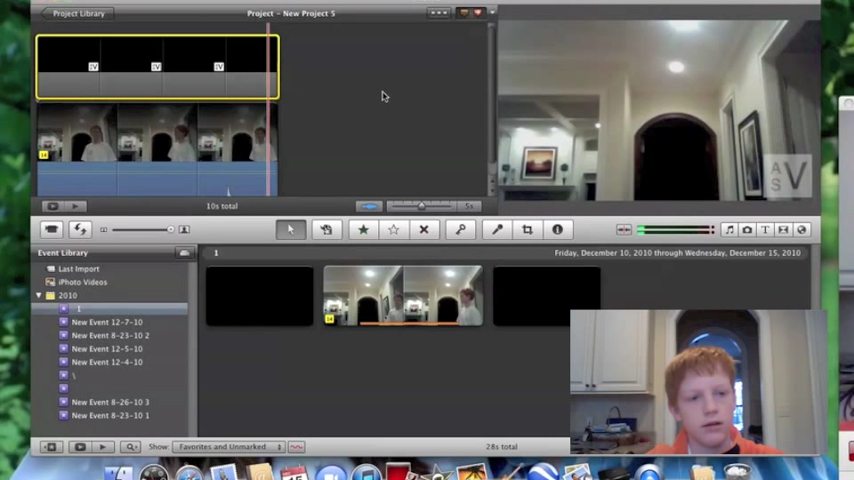 Project Library
Project - New Project 5
V
V
V
10s total
5s
A
S
V
Event Library
1
Friday, December 10, 2010 through Wednesday, December 15, 2010
Last Import
iPhoto Videos
2010
1
New Event 12-7-10
New Event 8-23-10 2
New Event 12-5-10
New Event 12-4-10
\
New Event 8-26-10 3
New Event 8-23-10 1
Show:
Favorites and Unmarked
28s total